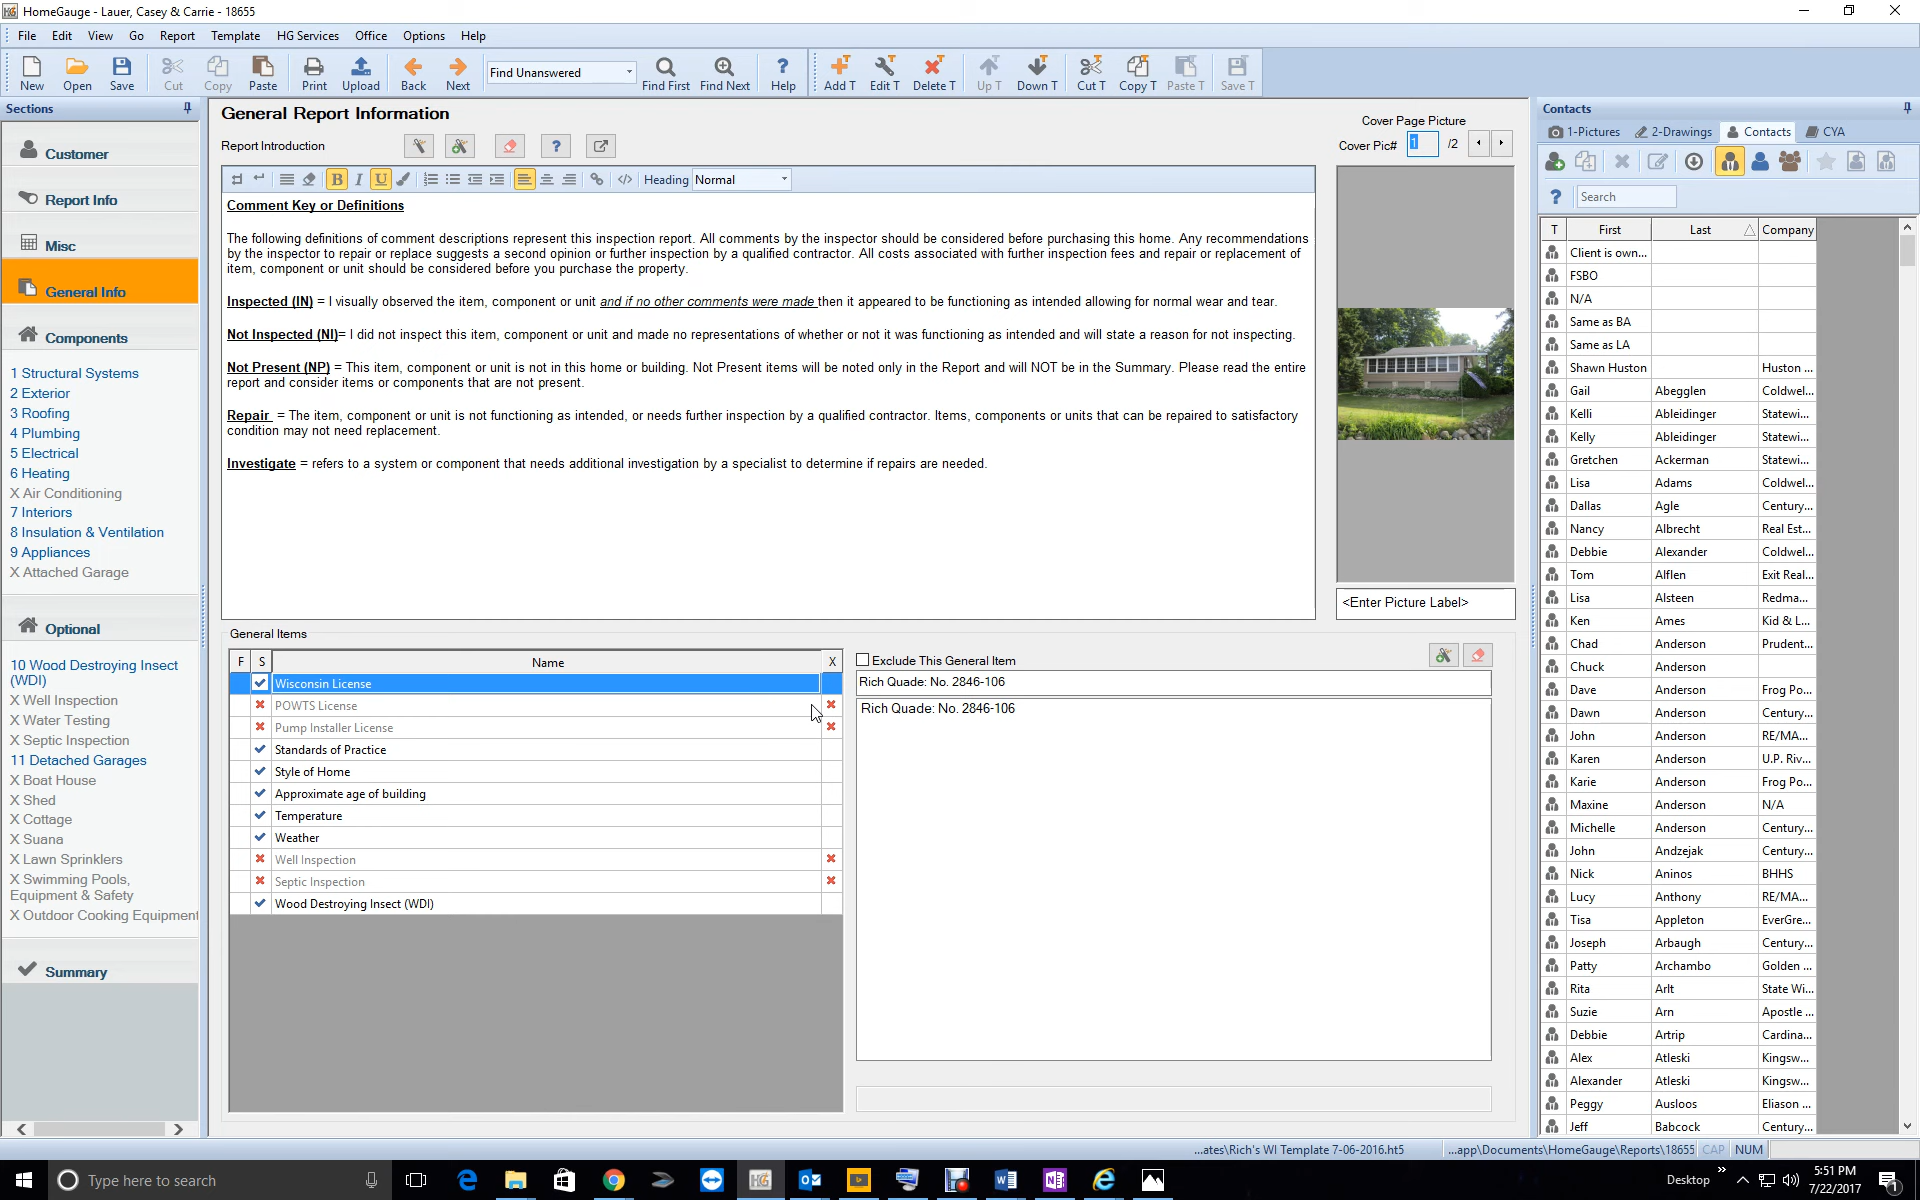 HomeGauge - Lauer, Casey & Carrie - 18655
File Edit View Go Report Template HG Services Office Options Help
New Open Save Cut Copy Paste Print Upload Back Next Find Unanswered Find First Find Next Help Add T Edit T Delete T Up T Down T Cut T Copy T Paste T Save T
Sections
Customer
Report Info
Misc
General Info
Components
1 Structural Systems
2 Exterior
3 Roofing
4 Plumbing
5 Electrical
6 Heating
X Air Conditioning
7 Interiors
8 Insulation & Ventilation
9 Appliances
X Attached Garage
Optional
10 Wood Destroying Insect
(WDI)
X Well Inspection
X Water Testing
X Septic Inspection
11 Detached Garages
X Boat House
X Shed
X Cottage
X Suana
X Lawn Sprinklers
X Swimming Pools,
Equipment & Safety
X Outdoor Cooking Equipment
Summary
General Report Information
Report Introduction
Cover Page Picture
Cover Pic# 1 /2
Heading Normal
Comment Key or Definitions
The following definitions of comment descriptions represent this inspection report. All comments by the inspector should be considered before purchasing this home. Any recommendations
by the inspector to repair or replace suggests a second opinion or further inspection by a qualified contractor. All costs associated with further inspection fees and repair or replacement of
item, component or unit should be considered before you purchase the property.
Inspected (IN) = I visually observed the item, component or unit and if no other comments were made then it appeared to be functioning as intended allowing for normal wear and tear.
Not Inspected (NI)= I did not inspect this item, component or unit and made no representations of whether or not it was functioning as intended and will state a reason for not inspecting.
Not Present (NP) = This item, component or unit is not in this home or building. Not Present items will be noted only in the Report and will NOT be in the Summary. Please read the entire
report and consider items or components that are not present.
Repair = The item, component or unit is not functioning as intended, or needs further inspection by a qualified contractor. Items, components or units that can be repaired to satisfactory
condition may not need replacement.
Investigate = refers to a system or component that needs additional investigation by a specialist to determine if repairs are needed.
<Enter Picture Label>
General Items
F S Name X
Wisconsin License
POWTS License
Pump Installer License
Standards of Practice
Style of Home
Approximate age of building
Temperature
Weather
Well Inspection
Septic Inspection
Wood Destroying Insect (WDI)
Exclude This General Item
Rich Quade: No. 2846-106
Rich Quade: No. 2846-106
Contacts
1-Pictures 2-Drawings Contacts CYA
Search
T First Last Company
Client is own...
FSBO
N/A
Same as BA
Same as LA
Shawn Huston Huston ...
Gail Abegglen Coldwel...
Kelli Ableidinger Statewi...
Kelly Ableidinger Statewi...
Gretchen Ackerman Statewi...
Lisa Adams Coldwel...
Dallas Agle Century...
Nancy Albrecht Real Est...
Debbie Alexander Coldwel...
Tom Alflen Exit Real...
Lisa Alsteen Redma...
Ken Ames Kid & L...
Chad Anderson Prudent...
Chuck Anderson
Dave Anderson Frog Po...
Dawn Anderson Century...
John Anderson RE/MA...
Karen Anderson U.P. Riv...
Karie Anderson Frog Po...
Maxine Anderson N/A
Michelle Anderson Century...
John Andzejak Century...
Nick Aninos BHHS
Lucy Anthony RE/MA...
Tisa Appleton EverGre...
Joseph Arbaugh Century...
Patty Archambo Golden ...
Rita Arlt State Wi...
Suzie Arn Apostle ...
Debbie Artrip Cardina...
Alex Atleski Kingsw...
Alexander Atleski Kingsw...
Peggy Ausloos Eliason ...
Jeff Babcock Century...
...ates\Rich's WI Template 7-06-2016.ht5 ...app\Documents\HomeGauge\Reports\18655 CAP NUM
Type here to search
HG
Desktop
5:51 PM
7/22/2017
1